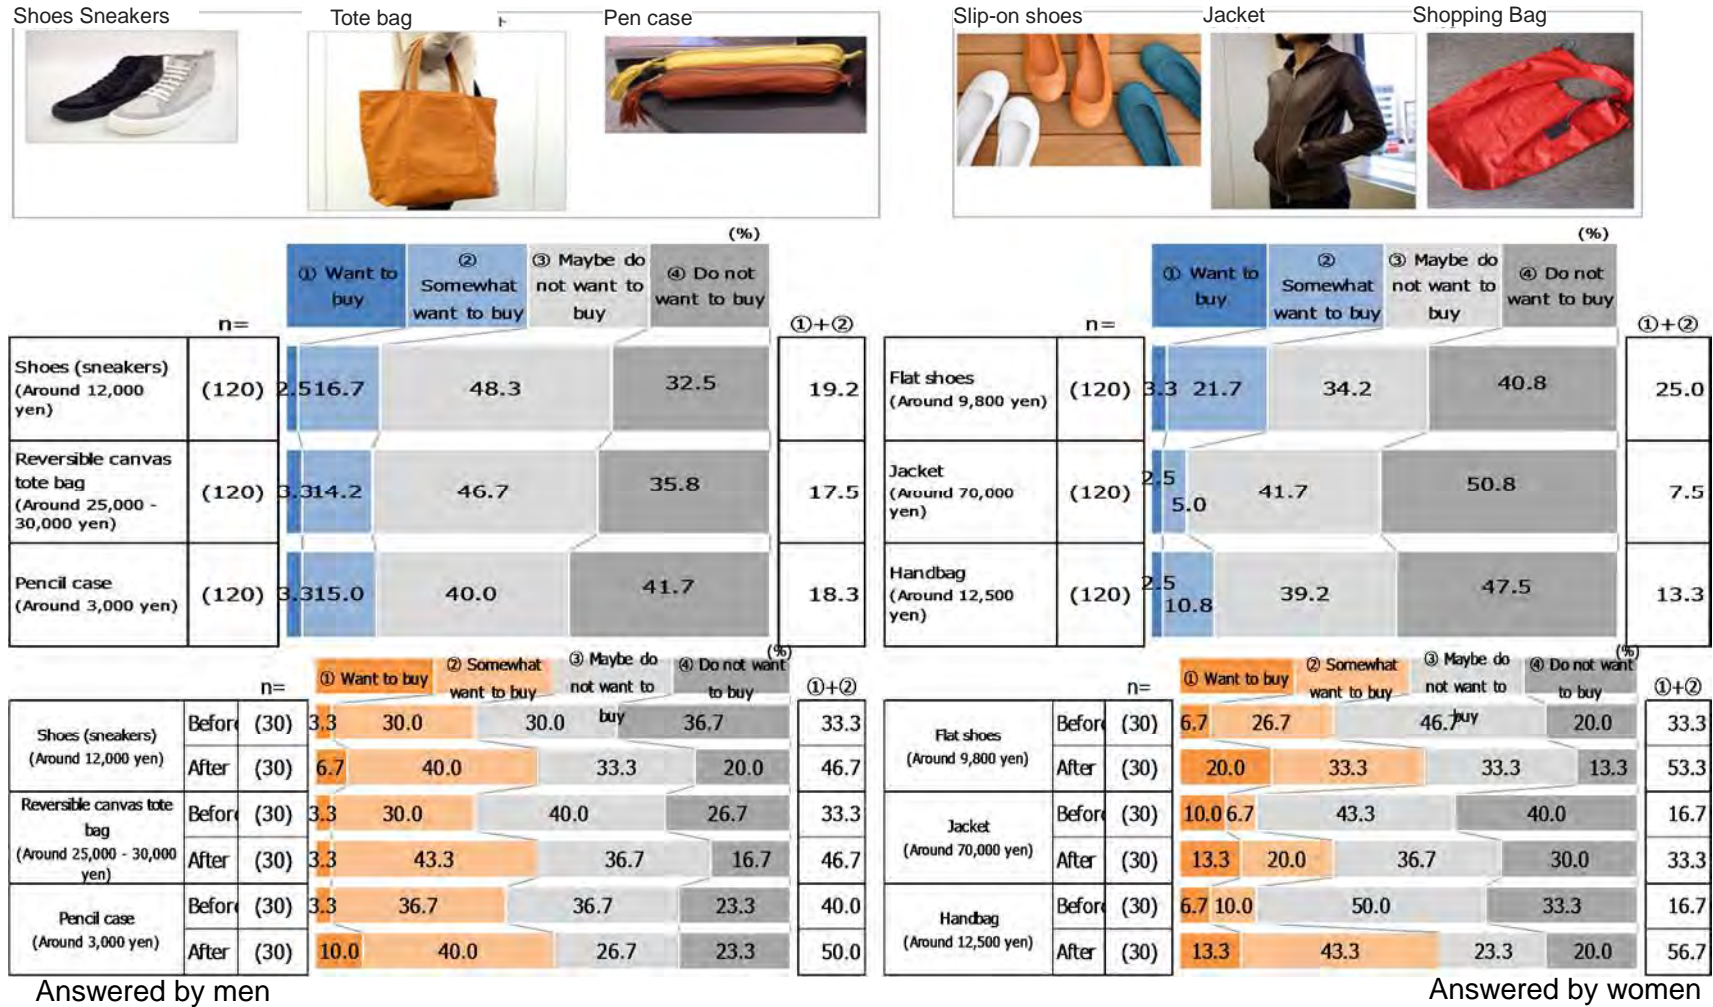 Shoes Sneakers
Tote bag
Pen case
(%)
① Want to
buy
②
Somewhat
want to buy
③ Maybe do
not want to
buy
④ Do not
want to buy
n=
①+②
Shoes (sneakers)
(Around 12,000
yen)
(120)
2.5 16.7 48.3 32.5
19.2
Reversible canvas
tote bag
(Around 25,000 -
30,000 yen)
(120)
3.3 14.2 46.7 35.8
17.5
Pencil case
(Around 3,000 yen)
(120)
3.3 15.0 40.0 41.7
18.3
(%)
① Want to buy
② Somewhat
want to buy
③ Maybe do
not want to
buy
④ Do not want
to buy
n=
①+②
Shoes (sneakers)
(Around 12,000 yen)
Before (30) 3.3 30.0 30.0 36.7 33.3
After (30) 6.7 40.0 33.3 20.0 46.7
Reversible canvas tote
bag
(Around 25,000 - 30,000
yen)
Before (30) 3.3 30.0 40.0 26.7 33.3
After (30) 3.3 43.3 36.7 16.7 46.7
Pencil case
(Around 3,000 yen)
Before (30) 3.3 36.7 36.7 23.3 40.0
After (30) 10.0 40.0 26.7 23.3 50.0
Answered by men
Slip-on shoes
Jacket
Shopping Bag
(%)
① Want to
buy
②
Somewhat
want to buy
③ Maybe do
not want to
buy
④ Do not
want to buy
n=
①+②
Flat shoes
(Around 9,800 yen)
(120)
3.3 21.7 34.2 40.8
25.0
Jacket
(Around 70,000
yen)
(120)
2.5 5.0 41.7 50.8
7.5
Handbag
(Around 12,500
yen)
(120)
2.5 10.8 39.2 47.5
13.3
(%)
① Want to buy
② Somewhat
want to buy
③ Maybe do
not want to
buy
④ Do not want
to buy
n=
①+②
Flat shoes
(Around 9,800 yen)
Before (30) 6.7 26.7 46.7 20.0 33.3
After (30) 20.0 33.3 33.3 13.3 53.3
Jacket
(Around 70,000 yen)
Before (30) 10.0 6.7 43.3 40.0 16.7
After (30) 13.3 20.0 36.7 30.0 33.3
Handbag
(Around 12,500 yen)
Before (30) 6.7 10.0 50.0 33.3 16.7
After (30) 13.3 43.3 23.3 20.0 56.7
Answered by women